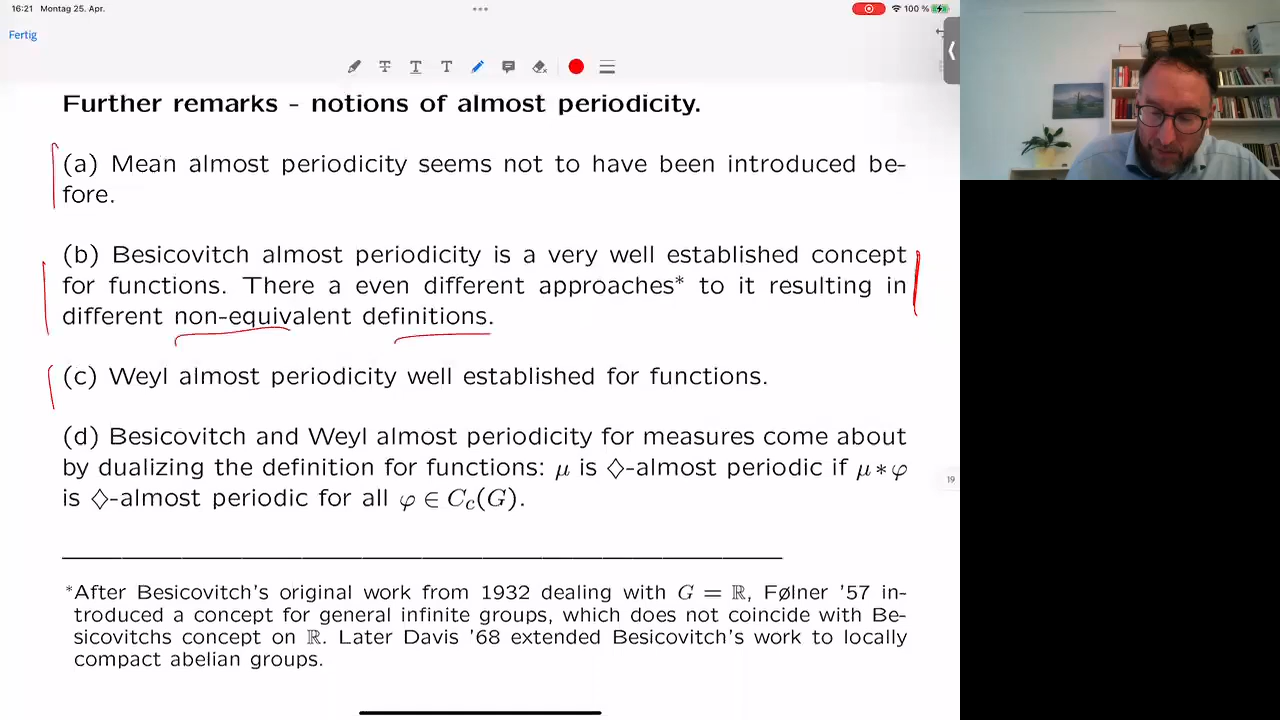 16:21 Montag 25. Apr.
100 %
Fertig
Further remarks - notions of almost periodicity.
(a) Mean almost periodicity seems not to have been introduced be-
fore.
(b) Besicovitch almost periodicity is a very well established concept
for functions. There a even different approaches* to it resulting in
different non-equivalent definitions.
(c) Weyl almost periodicity well established for functions.
(d) Besicovitch and Weyl almost periodicity for measures come about
by dualizing the definition for functions: μ is ◇-almost periodic if μ ∗ φ
is ◇-almost periodic for all φ ∈ C_c(G).
19
*After Besicovitch's original work from 1932 dealing with G = ℝ, Følner '57 in-
troduced a concept for general infinite groups, which does not coincide with Be-
sicovitchs concept on ℝ. Later Davis '68 extended Besicovitch's work to locally
compact abelian groups.